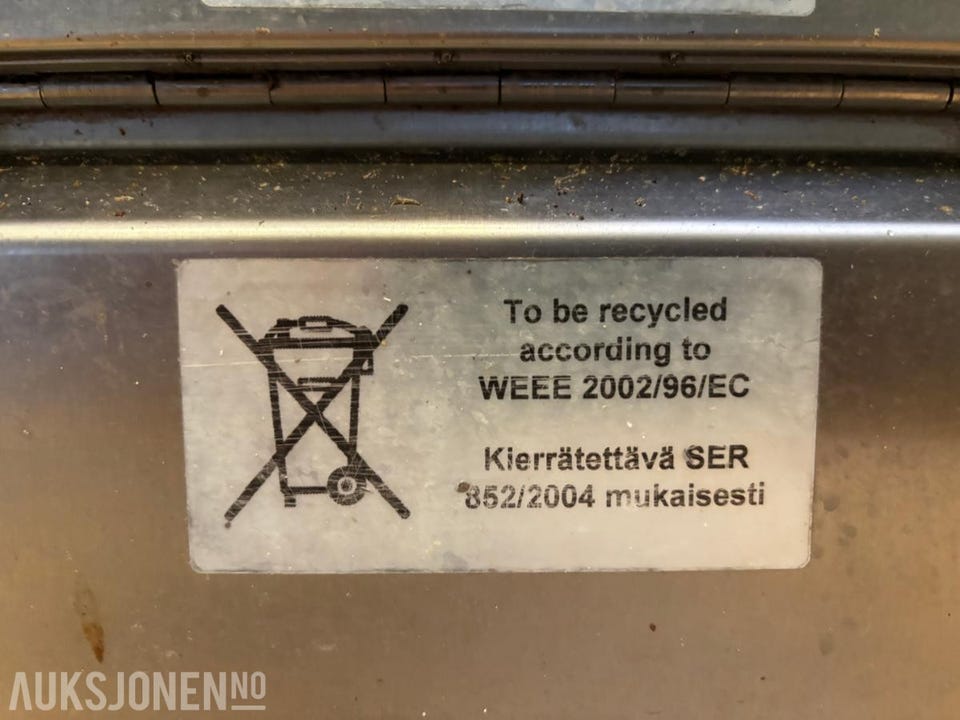 To be recycled
according to
WEEE 2002/96/EC
Kierrätettävä SER
852/2004 mukaisesti
AUKSJONEN.NO